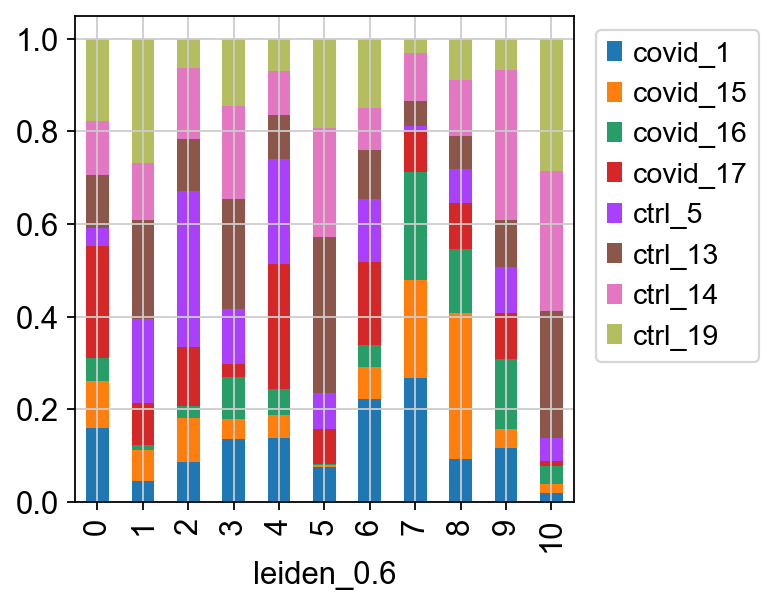 1.0
0.8
0.6
0.4
0.2
0.0
0 1 2 3 4 5 6 7 8 9 10
leiden_0.6
covid_1
covid_15
covid_16
covid_17
ctrl_5
ctrl_13
ctrl_14
ctrl_19